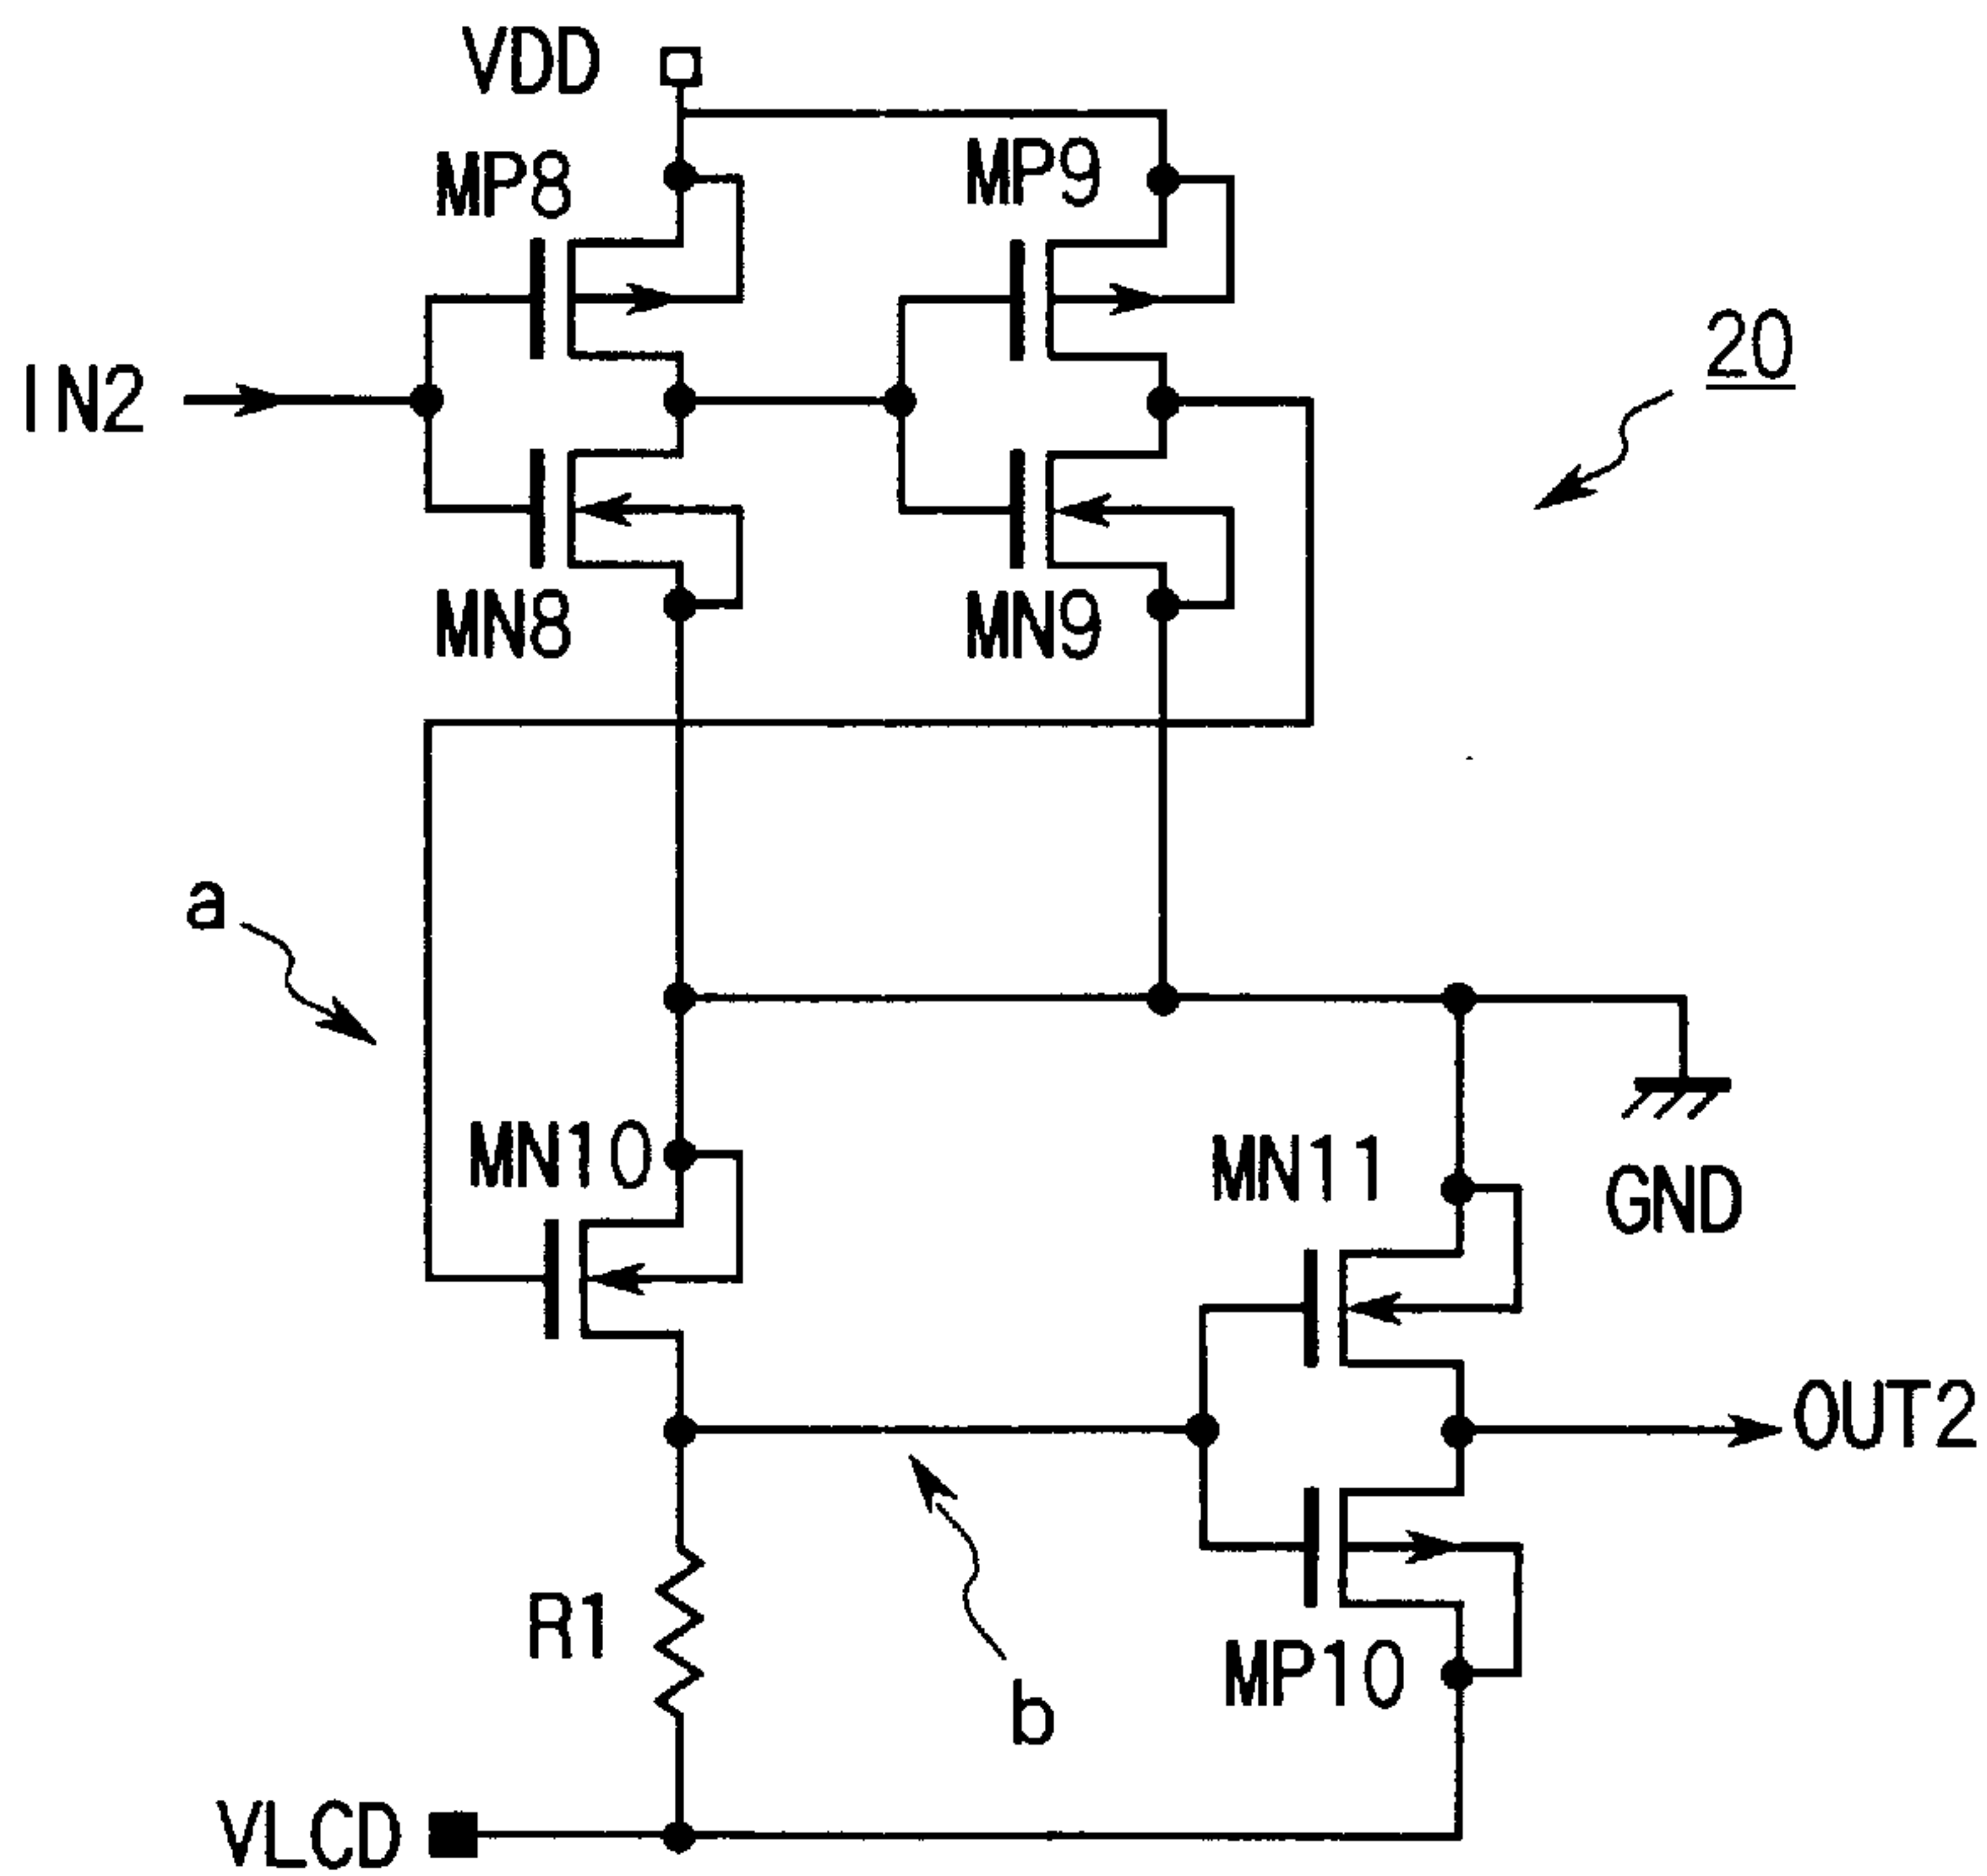 VDD
MP8
MP9
IN2
20
MN8
MN9
a
MN10
MN11
GND
OUT2
R1
MP10
b
VLCD